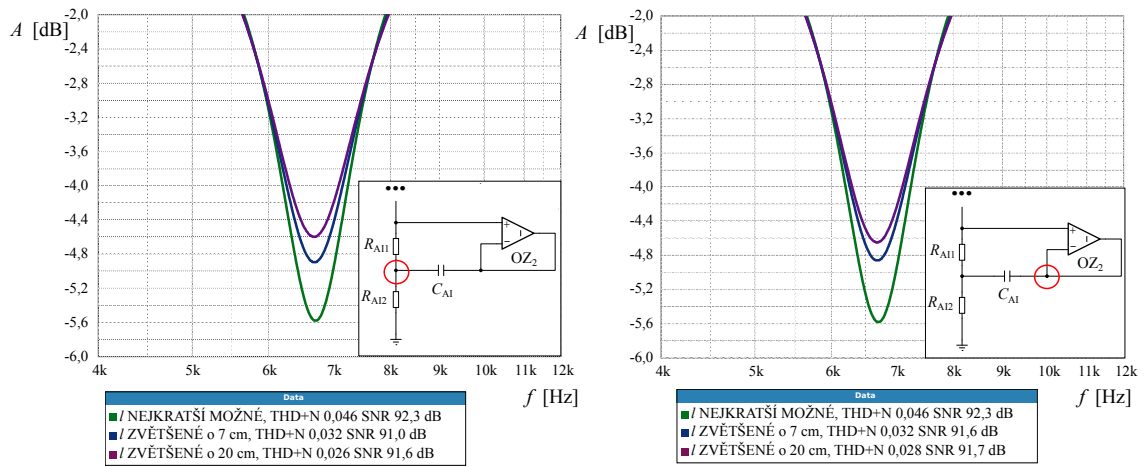 A [dB]
-2,0
-2,4
-2,8
-3,2
-3,6
-4,0
-4,4
-4,8
-5,2
-5,6
-6,0
4k 5k 6k 7k 8k 9k 10k 11k 12k
f [Hz]
•••
R_AI1
R_AI2
C_AI
OZ_2
+
−
Data
l NEJKRATŠÍ MOŽNÉ, THD+N 0,046 SNR 92,3 dB
l ZVĚTŠENÉ o 7 cm, THD+N 0,032 SNR 91,0 dB
l ZVĚTŠENÉ o 20 cm, THD+N 0,026 SNR 91,6 dB
A [dB]
-2,0
-2,4
-2,8
-3,2
-3,6
-4,0
-4,4
-4,8
-5,2
-5,6
-6,0
4k 5k 6k 7k 8k 9k 10k 11k 12k
f [Hz]
•••
R_AI1
R_AI2
C_AI
OZ_2
+
−
Data
l NEJKRATŠÍ MOŽNÉ, THD+N 0,046 SNR 92,3 dB
l ZVĚTŠENÉ o 7 cm, THD+N 0,032 SNR 91,6 dB
l ZVĚTŠENÉ o 20 cm, THD+N 0,028 SNR 91,7 dB